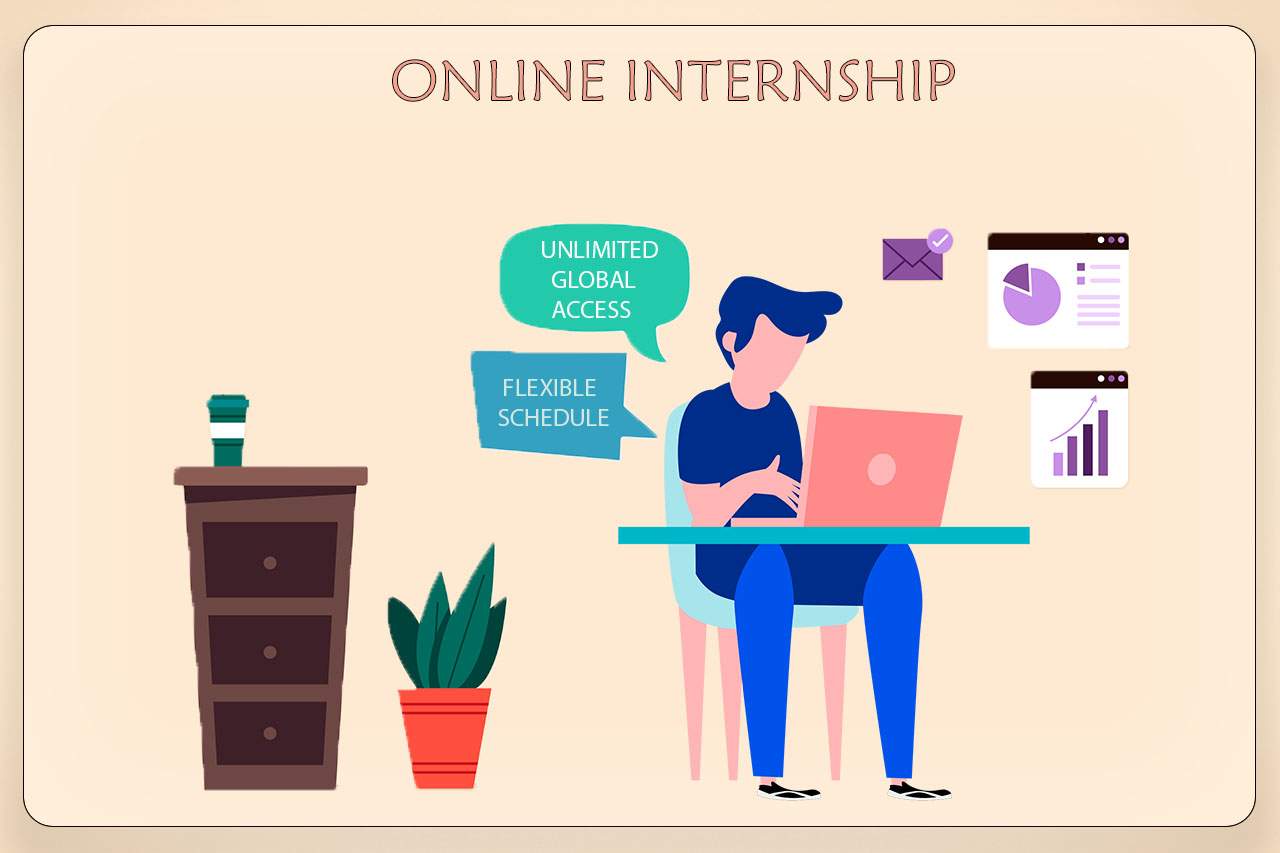 ONLINE INTERNSHIP
UNLIMITED
GLOBAL
ACCESS
FLEXIBLE
SCHEDULE